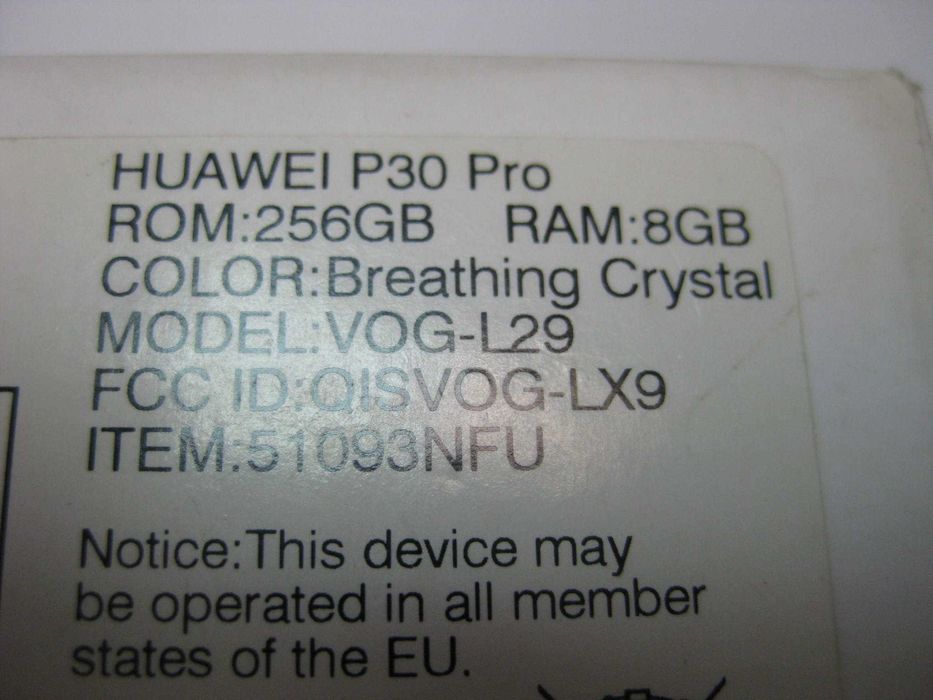 HUAWEI P30 Pro
ROM:256GB RAM:8GB
COLOR:Breathing Crystal
MODEL:VOG-L29
FCC ID:QISVOG-LX9
ITEM:51093NFU
Notice:This device may
be operated in all member
states of the EU.